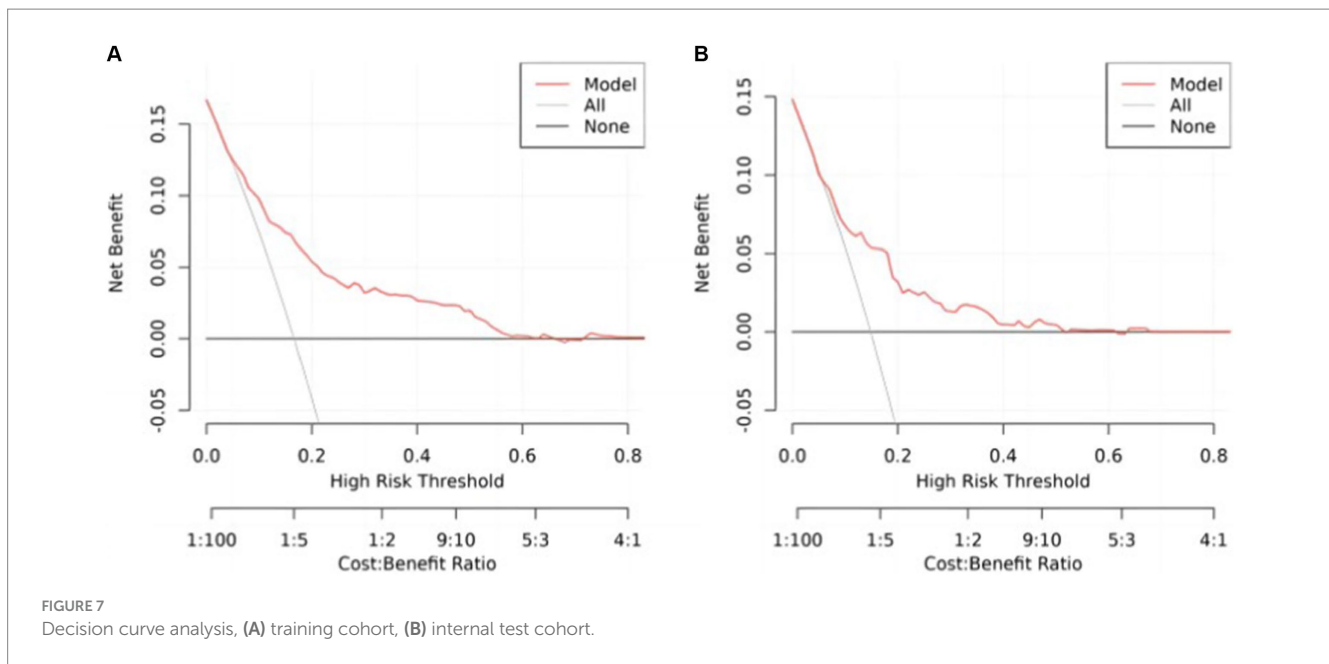 A
Model
All
None
Net Benefit
0.15
0.10
0.05
0.00
-0.05
0.0 0.2 0.4 0.6 0.8
High Risk Threshold
1:100 1:5 1:2 9:10 5:3 4:1
Cost:Benefit Ratio
B
Model
All
None
Net Benefit
0.15
0.10
0.05
0.00
-0.05
0.0 0.2 0.4 0.6 0.8
High Risk Threshold
1:100 1:5 1:2 9:10 5:3 4:1
Cost:Benefit Ratio
FIGURE 7
Decision curve analysis, (A) training cohort, (B) internal test cohort.